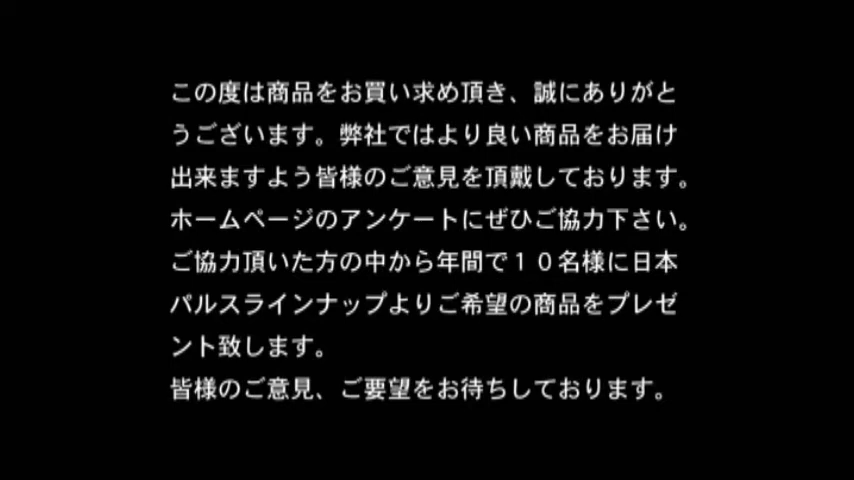 この度は商品をお買い求め頂き、誠にありがと
うございます。弊社ではより良い商品をお届け
出来ますよう皆様のご意見を頂戴しております。
ホームページのアンケートにぜひご協力下さい。
ご協力頂いた方の中から年間で１０名様に日本
パルスラインナップよりご希望の商品をプレゼ
ント致します。
皆様のご意見、ご要望をお待ちしております。